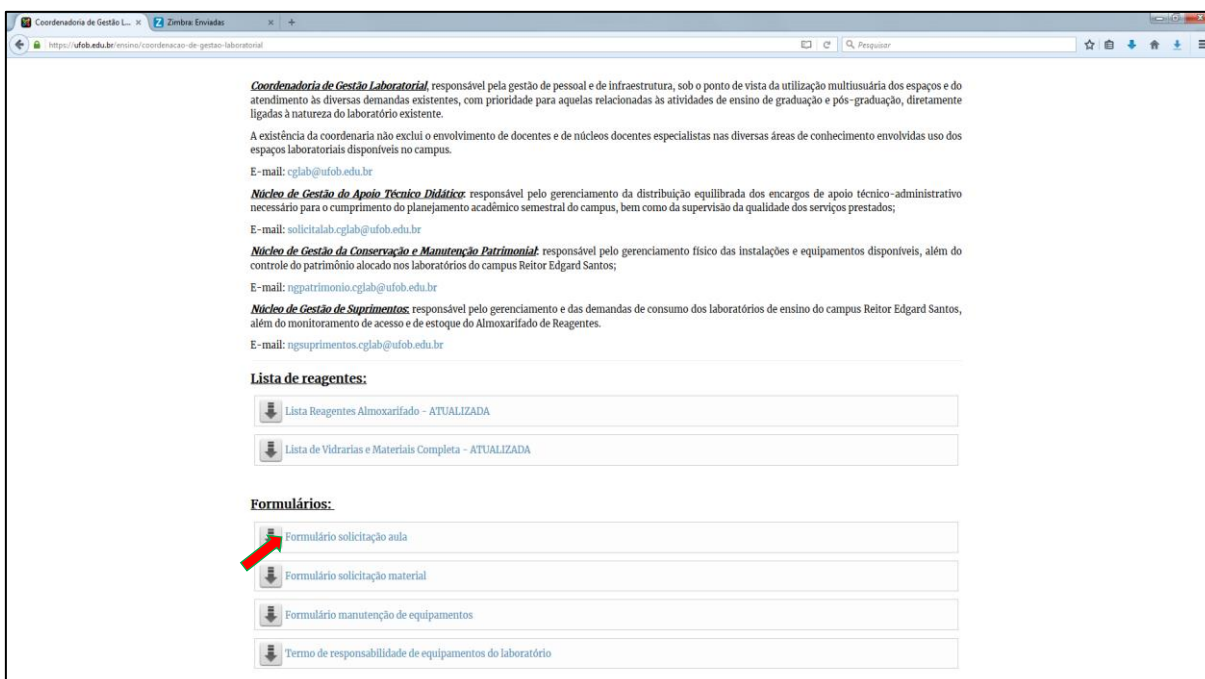 Coordenadoria de Gestão L...
Zimbra: Enviadas
https://ufob.edu.br/ensino/coordenacao-de-gestao-laboratorial
Pesquisar
Coordenadoria de Gestão Laboratorial, responsável pela gestão de pessoal e de infraestrutura, sob o ponto de vista da utilização multiusuária dos espaços e do
atendimento às diversas demandas existentes, com prioridade para aquelas relacionadas às atividades de ensino de graduação e pós-graduação, diretamente
ligadas à natureza do laboratório existente.
A existência da coordenaria não exclui o envolvimento de docentes e de núcleos docentes especialistas nas diversas áreas de conhecimento envolvidas uso dos
espaços laboratoriais disponíveis no campus.
E-mail: cglab@ufob.edu.br
Núcleo de Gestão do Apoio Técnico Didático: responsável pelo gerenciamento da distribuição equilibrada dos encargos de apoio técnico-administrativo
necessário para o cumprimento do planejamento acadêmico semestral do campus, bem como da supervisão da qualidade dos serviços prestados;
E-mail: solicitalab.cglab@ufob.edu.br
Núcleo de Gestão da Conservação e Manutenção Patrimonial: responsável pelo gerenciamento físico das instalações e equipamentos disponíveis, além do
controle do patrimônio alocado nos laboratórios do campus Reitor Edgard Santos;
E-mail: ngpatrimonio.cglab@ufob.edu.br
Núcleo de Gestão de Suprimentos: responsável pelo gerenciamento e das demandas de consumo dos laboratórios de ensino do campus Reitor Edgard Santos,
além do monitoramento de acesso e de estoque do Almoxarifado de Reagentes.
E-mail: ngsuprimentos.cglab@ufob.edu.br
Lista de reagentes:
Lista Reagentes Almoxarifado - ATUALIZADA
Lista de Vidrarias e Materiais Completa - ATUALIZADA
Formulários:
Formulário solicitação aula
Formulário solicitação material
Formulário manutenção de equipamentos
Termo de responsabilidade de equipamentos do laboratório